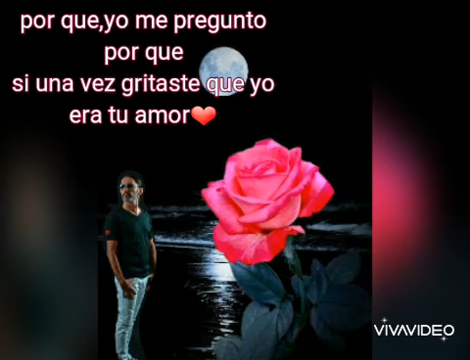 por que,yo me pregunto
por que
si una vez gritaste que yo
era tu amor❤
VIVAVIDEO